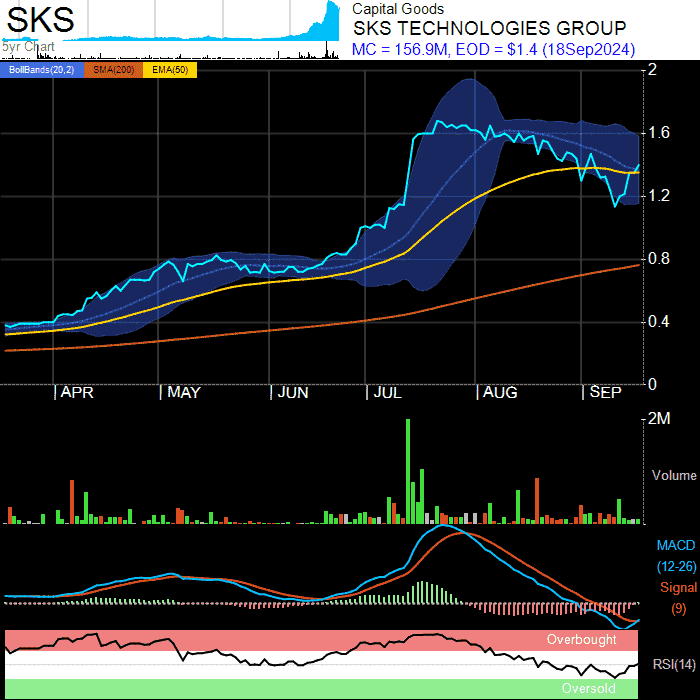 SKS
Capital Goods
SKS TECHNOLOGIES GROUP
5yr Chart
MC = 156.9M, EOD = $1.4 (18Sep2024)
BollBands(20,2) SMA(200) EMA(50)
2
1.6
1.2
0.8
0.4
0
APR MAY JUN JUL AUG SEP
2M
Volume
MACD
(12-26)
Signal
(9)
Overbought
RSI(14)
Oversold